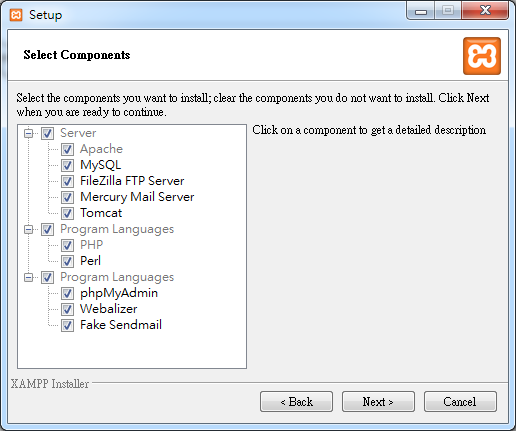 Setup
Select Components
Select the components you want to install; clear the components you do not want to install. Click Next
when you are ready to continue.
Server
Apache
MySQL
FileZilla FTP Server
Mercury Mail Server
Tomcat
Program Languages
PHP
Perl
Program Languages
phpMyAdmin
Webalizer
Fake Sendmail
Click on a component to get a detailed description
XAMPP Installer
< Back
Next >
Cancel